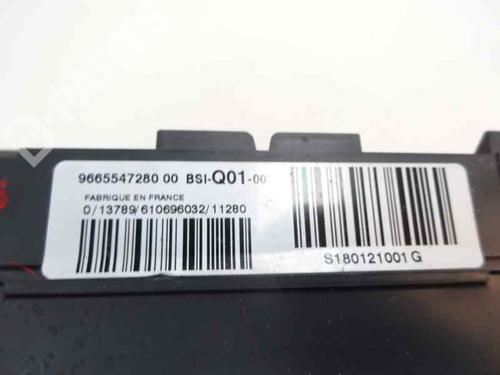 9665547280 00 BSI-Q01-00
FABRIQUE EN FRANCE
0/13789/610696032/11280
S180121001 G